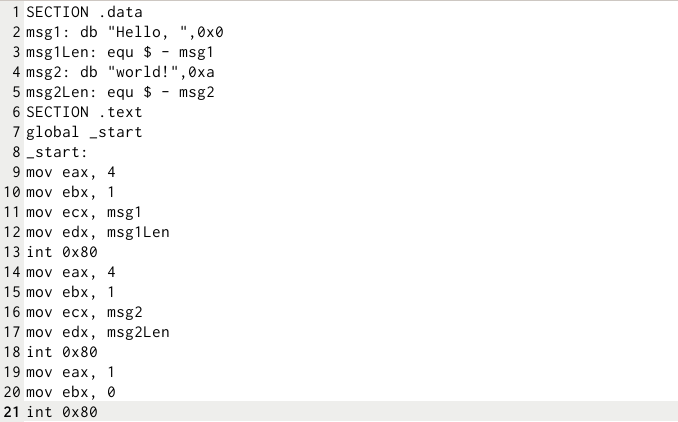 1 SECTION .data
2 msg1: db "Hello, ",0x0
3 msg1Len: equ $ - msg1
4 msg2: db "world!",0xa
5 msg2Len: equ $ - msg2
6 SECTION .text
7 global _start
8 _start:
9 mov eax, 4
10 mov ebx, 1
11 mov ecx, msg1
12 mov edx, msg1Len
13 int 0x80
14 mov eax, 4
15 mov ebx, 1
16 mov ecx, msg2
17 mov edx, msg2Len
18 int 0x80
19 mov eax, 1
20 mov ebx, 0
21 int 0x80